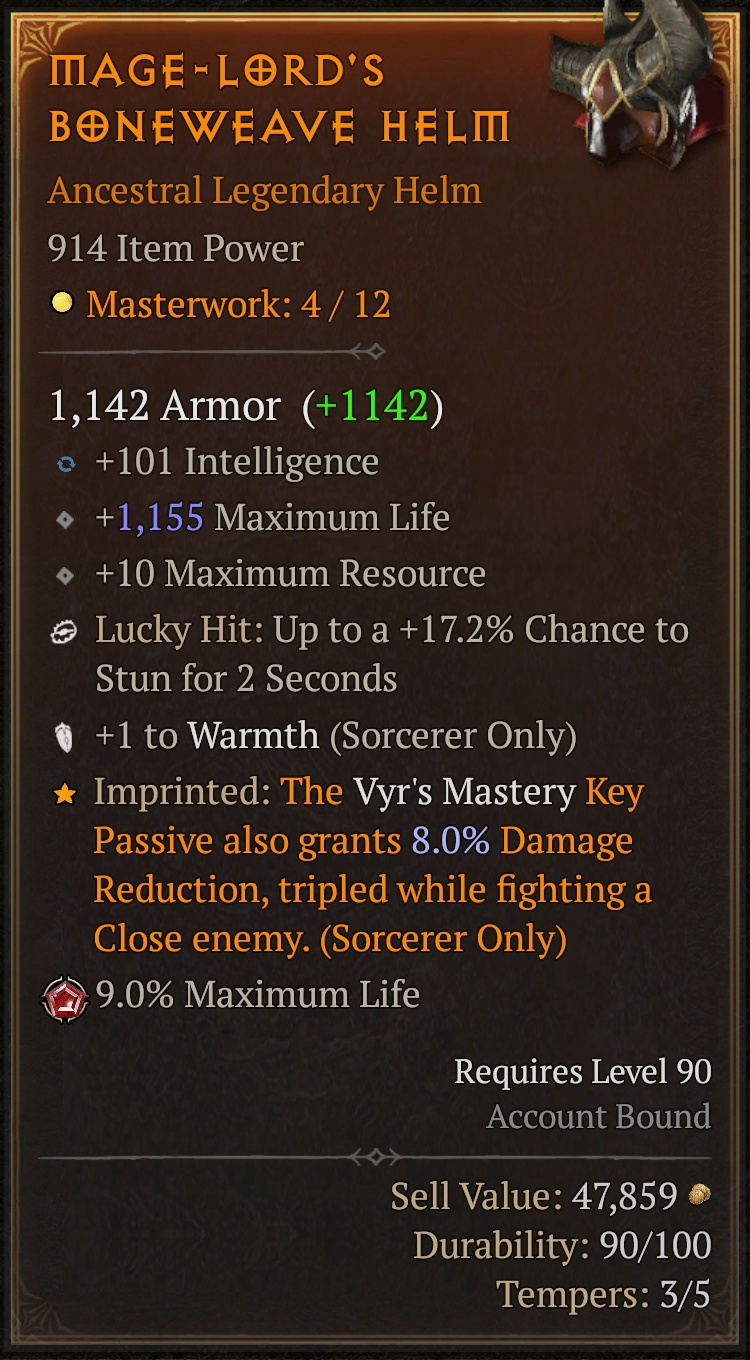 MAGE-LORD'S
BONEWEAVE HELM
Ancestral Legendary Helm
914 Item Power
Masterwork: 4 / 12
1,142 Armor (+1142)
+101 Intelligence
+1,155 Maximum Life
+10 Maximum Resource
Lucky Hit: Up to a +17.2% Chance to
Stun for 2 Seconds
+1 to Warmth (Sorcerer Only)
Imprinted: The Vyr's Mastery Key
Passive also grants 8.0% Damage
Reduction, tripled while fighting a
Close enemy. (Sorcerer Only)
9.0% Maximum Life
Requires Level 90
Account Bound
Sell Value: 47,859
Durability: 90/100
Tempers: 3/5